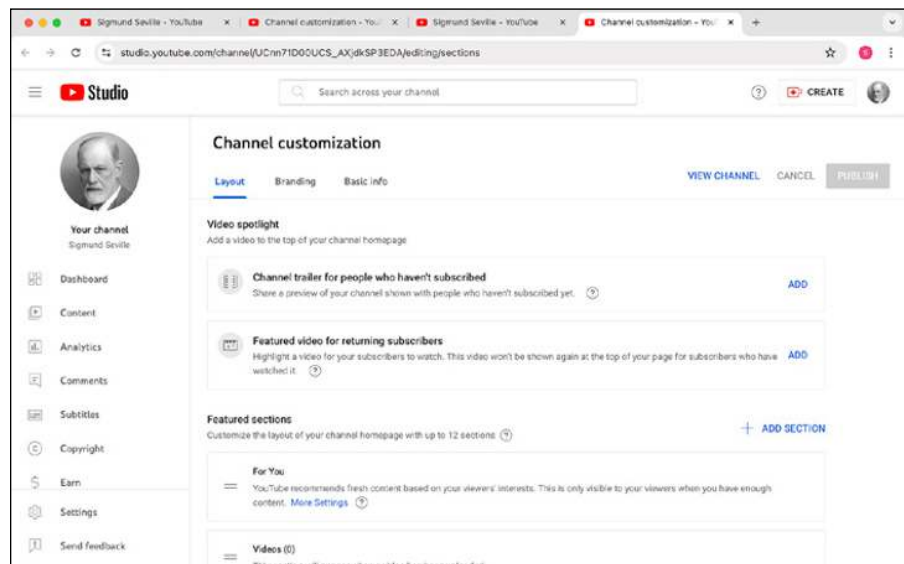 Sigmund Seville - YouTube
Channel customization - You
Sigmund Seville - YouTube
Channel customization - You
studio.youtube.com/channel/UCnn71D00UCS_AXjdkSP3EDA/editing/sections
Studio
Search across your channel
CREATE
Channel customization
Layout Branding Basic info
VIEW CHANNEL CANCEL PUBLISH
Your channel
Sigmund Seville
Dashboard
Content
Analytics
Comments
Subtitles
Copyright
Earn
Settings
Send feedback
Video spotlight
Add a video to the top of your channel homepage
Channel trailer for people who haven't subscribed
Share a preview of your channel shown with people who haven't subscribed yet.
ADD
Featured video for returning subscribers
Highlight a video for your subscribers to watch. This video won't be shown again at the top of your page for subscribers who have
watched it.
ADD
Featured sections
Customize the layout of your channel homepage with up to 12 sections
ADD SECTION
For You
YouTube recommends fresh content based on your viewers' interests. This is only visible to your viewers when you have enough
content. More Settings
Videos (0)